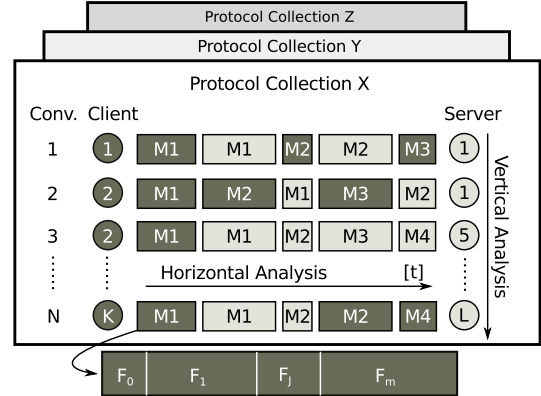 Protocol Collection Z
Protocol Collection Y
Protocol Collection X
Conv. Client Server
1 1 M1 M1 M2 M2 M3 1
2 2 M1 M2 M1 M3 M2 1
3 2 M1 M1 M2 M3 M4 5
Horizontal Analysis [t]
N K M1 M1 M2 M2 M4 L
Vertical Analysis
F0 F1 FJ Fm